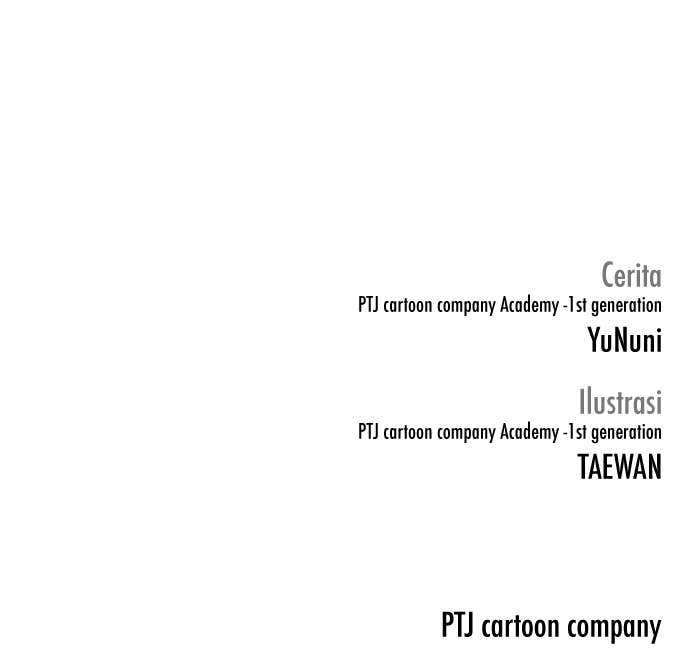 Cerita
PTJ cartoon company Academy -1st generation
YuNuni
Ilustrasi
PTJ cartoon company Academy -1st generation
TAEWAN
PTJ cartoon company